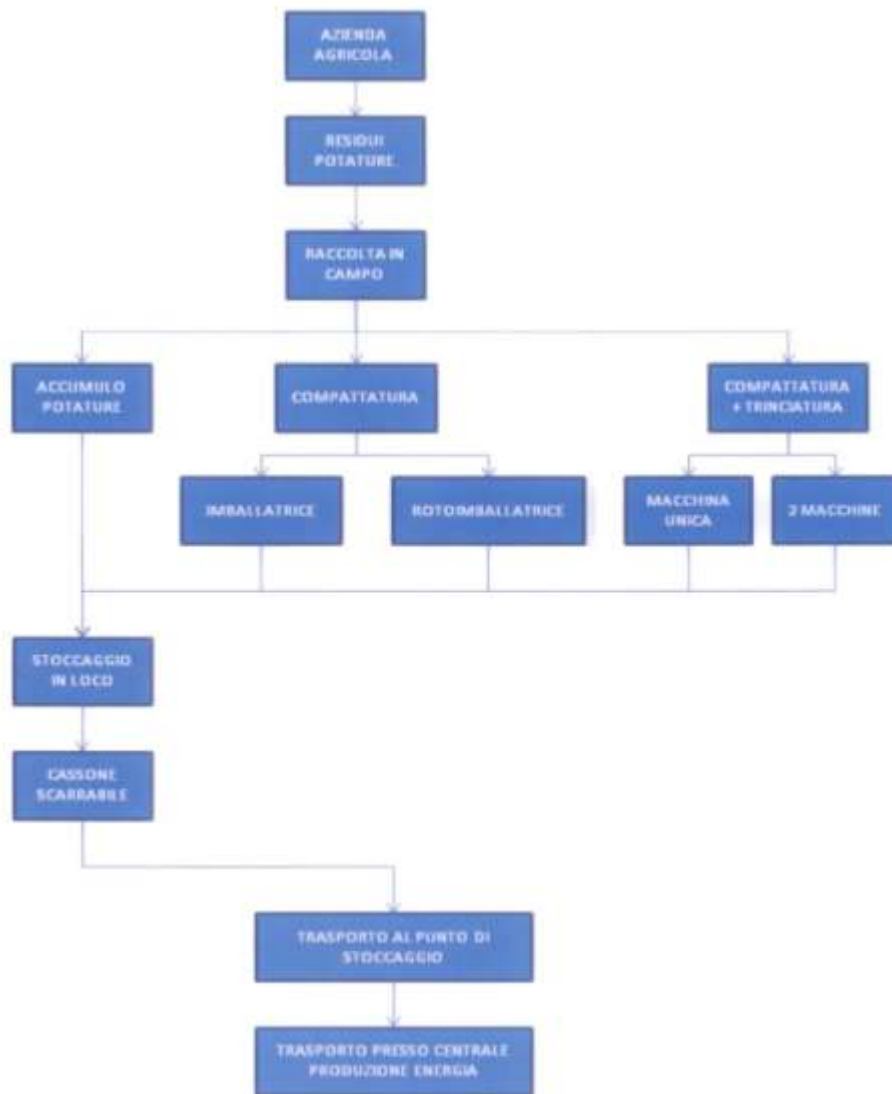 AZIENDA
AGRICOLA
RESIDUI
POTATURE
RACCOLTA IN
CAMPO
ACCUMULO
POTATURE
COMPATTATURA
COMPATTATURA
+ TRINCIATURA
IMBALLATRICE
ROTOIMBALLATRICE
MACCHINA
UNICA
2 MACCHINE
STOCCAGGIO
IN LOCO
CASSONE
SCARRABILE
TRASPORTO AL PUNTO DI
STOCCAGGIO
TRASPORTO PRESSO CENTRALE
PRODUZIONE ENERGIA